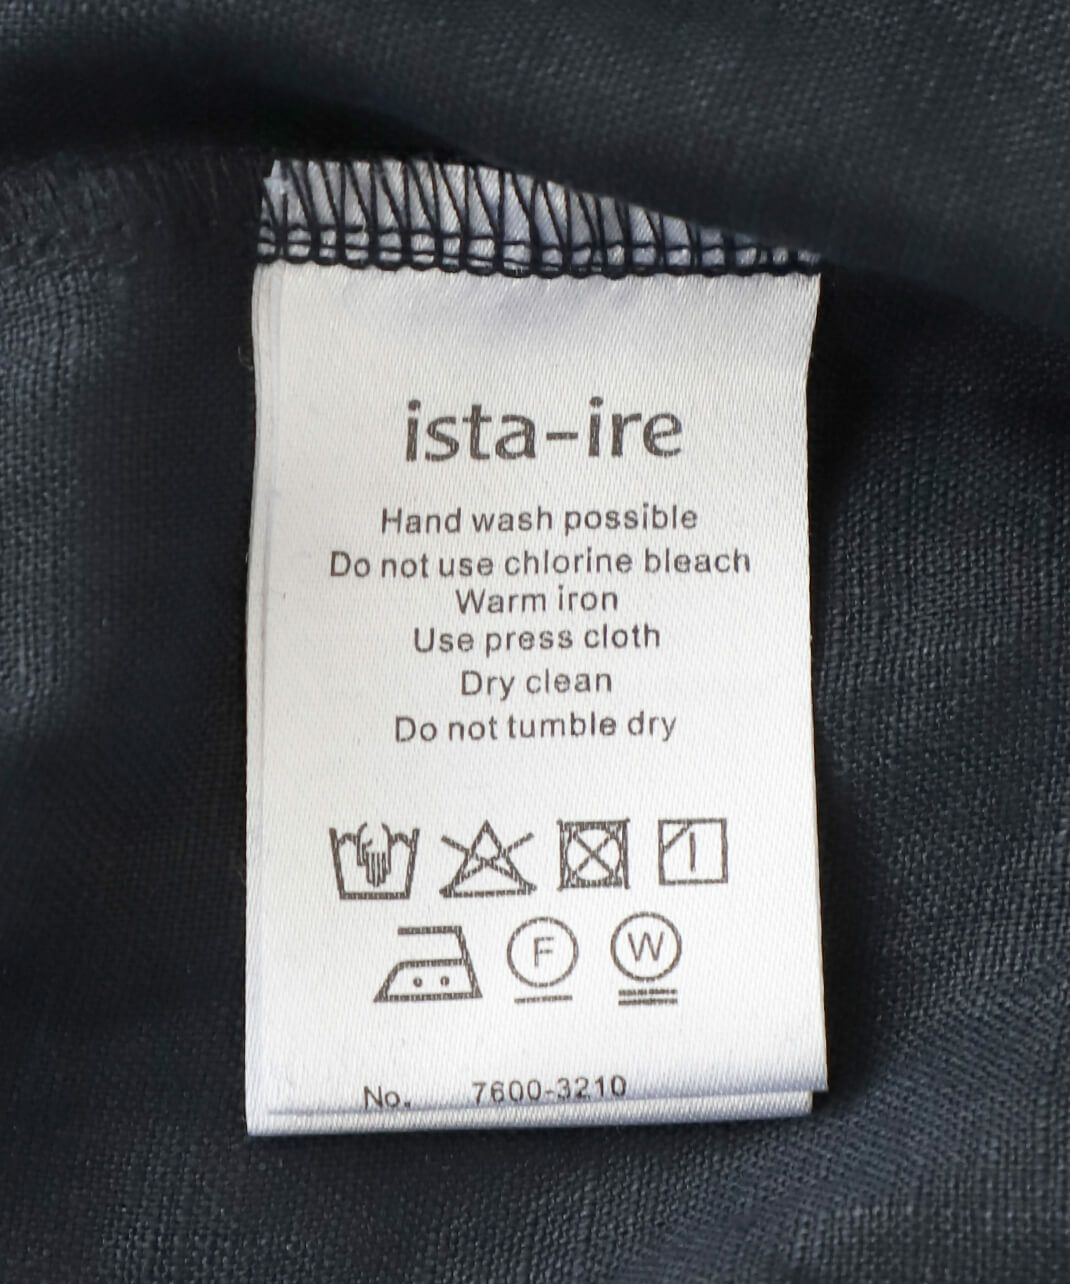 ista-ire
Hand wash possible
Do not use chlorine bleach
Warm iron
Use press cloth
Dry clean
Do not tumble dry
F W
No. 7600-3210